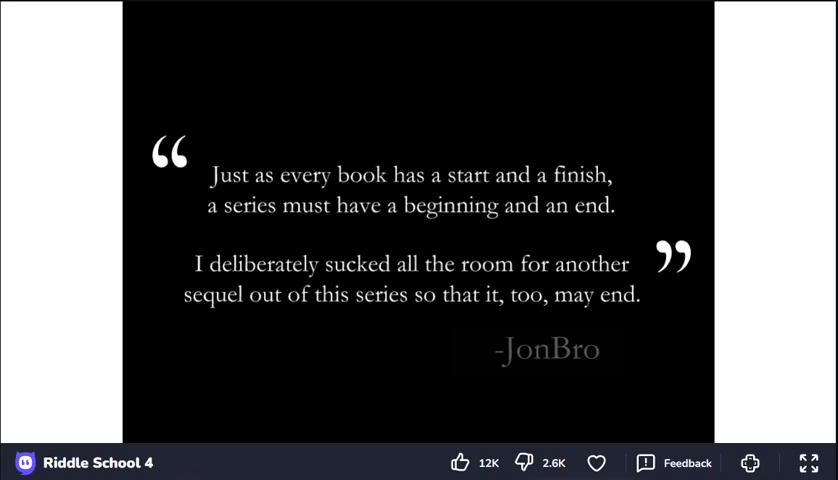 “
Just as every book has a start and a finish,
a series must have a beginning and an end.
I deliberately sucked all the room for another
sequel out of this series so that it, too, may end.
”
-JonBro
Riddle School 4
12K
2.6K
Feedback